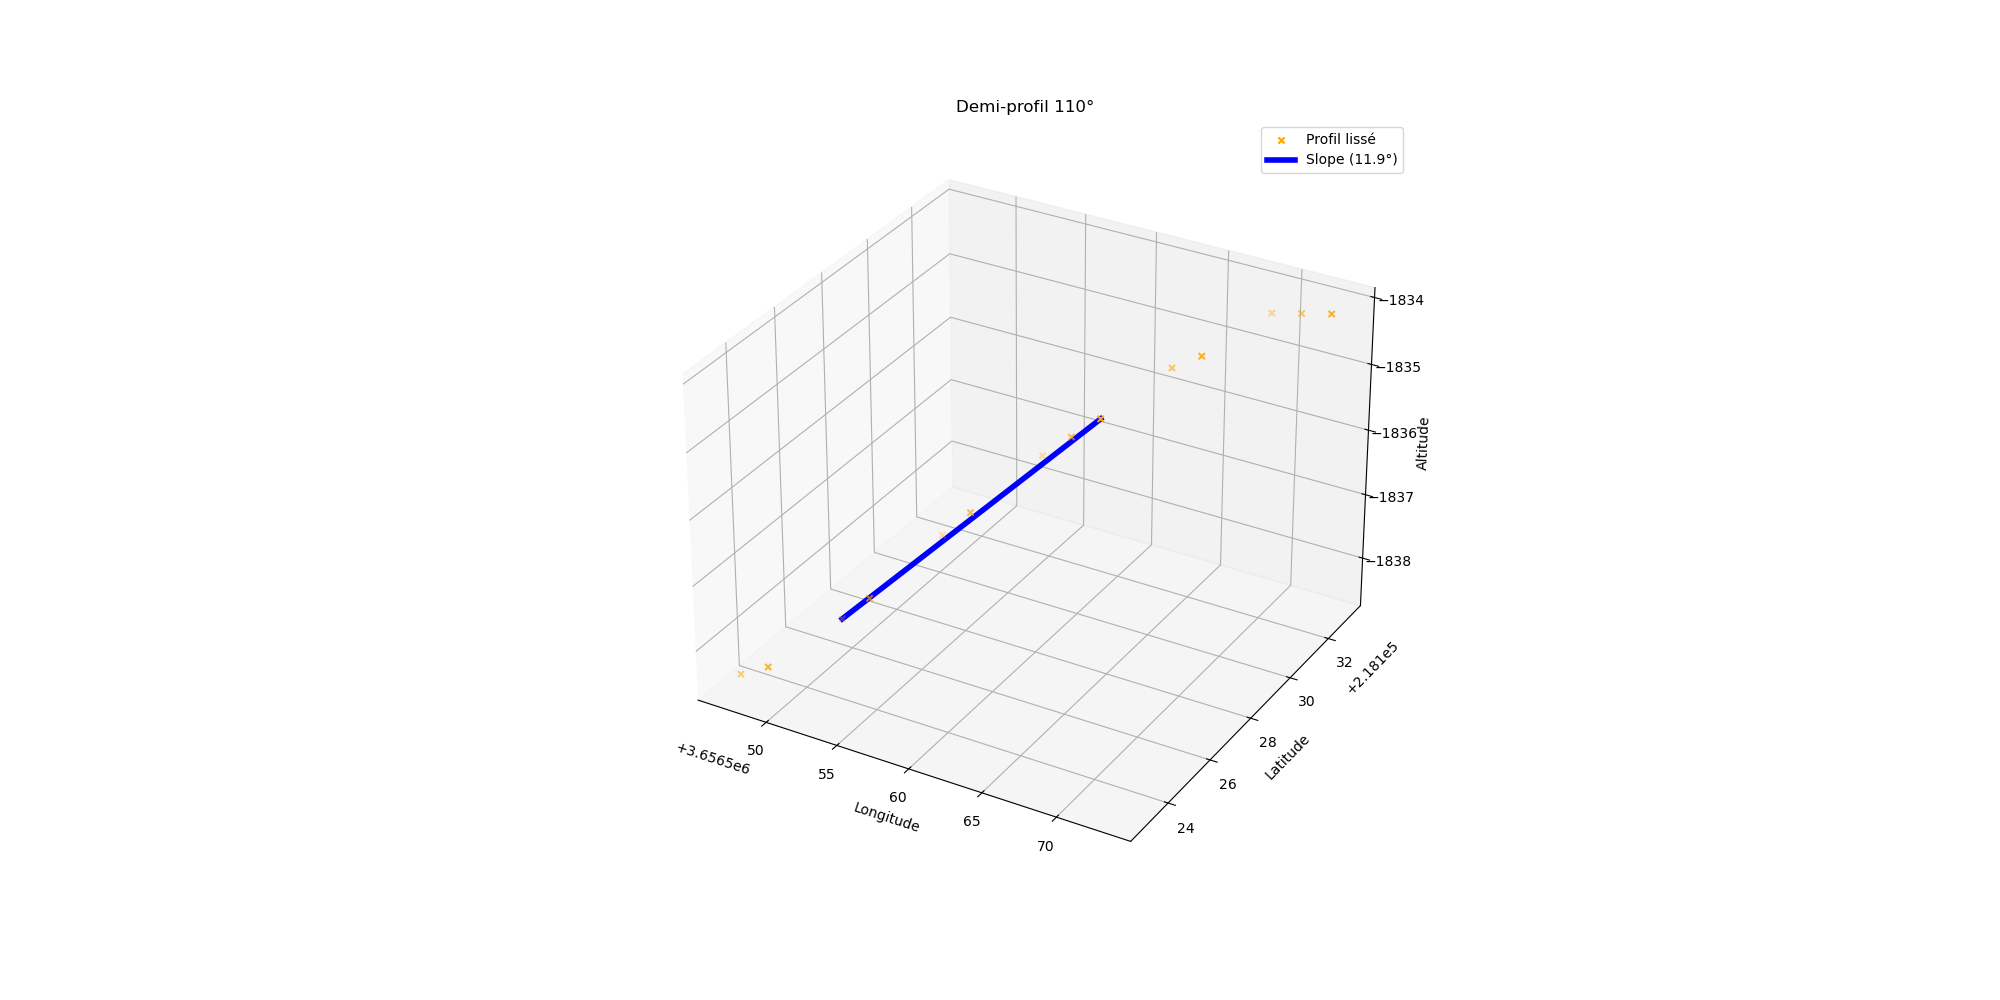 Demi-profil 110°
Profil lissé
Slope (11.9°)
−1834
−1835
−1836
−1837
−1838
Altitude
32
30
28
26
24
+2.181e5
Latitude
50
55
60
65
70
+3.6565e6
Longitude